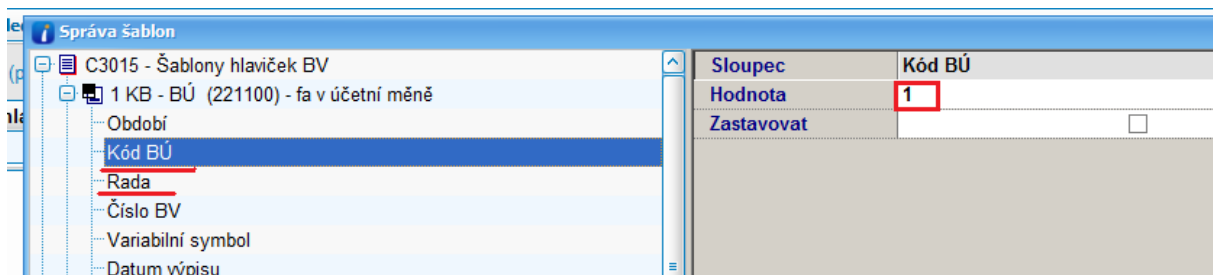 Správa šablon
C3015 - Šablony hlaviček BV
1 KB - BÚ (221100) - fa v účetní měně
Období
Kód BÚ
Rada
Číslo BV
Variabilní symbol
Datum výpisu
Sloupec Kód BÚ
Hodnota 1
Zastavovat